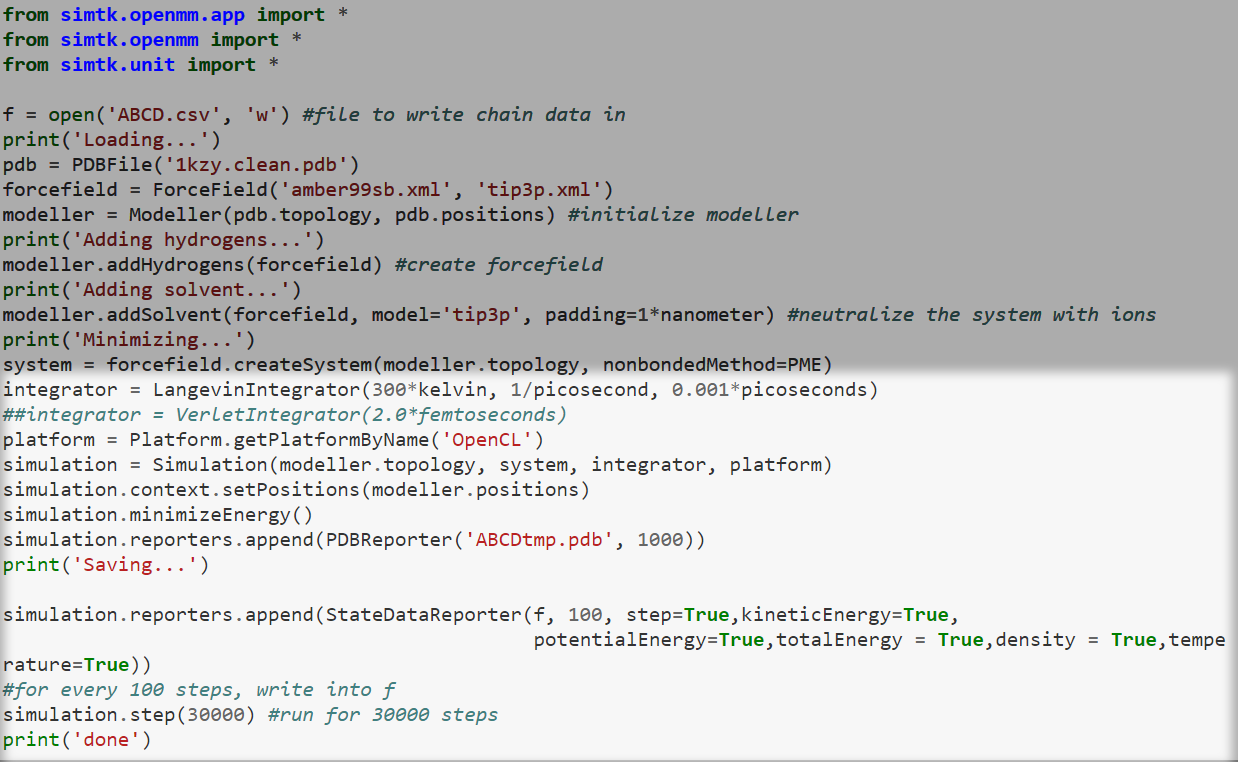 from simtk.openmm.app import *
from simtk.openmm import *
from simtk.unit import *

f = open('ABCD.csv', 'w') #file to write chain data in
print('Loading...')
pdb = PDBFile('1kzy.clean.pdb')
forcefield = ForceField('amber99sb.xml', 'tip3p.xml')
modeller = Modeller(pdb.topology, pdb.positions) #initialize modeller
print('Adding hydrogens...')
modeller.addHydrogens(forcefield) #create forcefield
print('Adding solvent...')
modeller.addSolvent(forcefield, model='tip3p', padding=1*nanometer) #neutralize the system with ions
print('Minimizing...')
system = forcefield.createSystem(modeller.topology, nonbondedMethod=PME)
integrator = LangevinIntegrator(300*kelvin, 1/picosecond, 0.001*picoseconds)
##integrator = VerletIntegrator(2.0*femtoseconds)
platform = Platform.getPlatformByName('OpenCL')
simulation = Simulation(modeller.topology, system, integrator, platform)
simulation.context.setPositions(modeller.positions)
simulation.minimizeEnergy()
simulation.reporters.append(PDBReporter('ABCDtmp.pdb', 1000))
print('Saving...')

simulation.reporters.append(StateDataReporter(f, 100, step=True,kineticEnergy=True,
                                              potentialEnergy=True,totalEnergy = True,density = True,tempe
rature=True))
#for every 100 steps, write into f
simulation.step(30000) #run for 30000 steps
print('done')